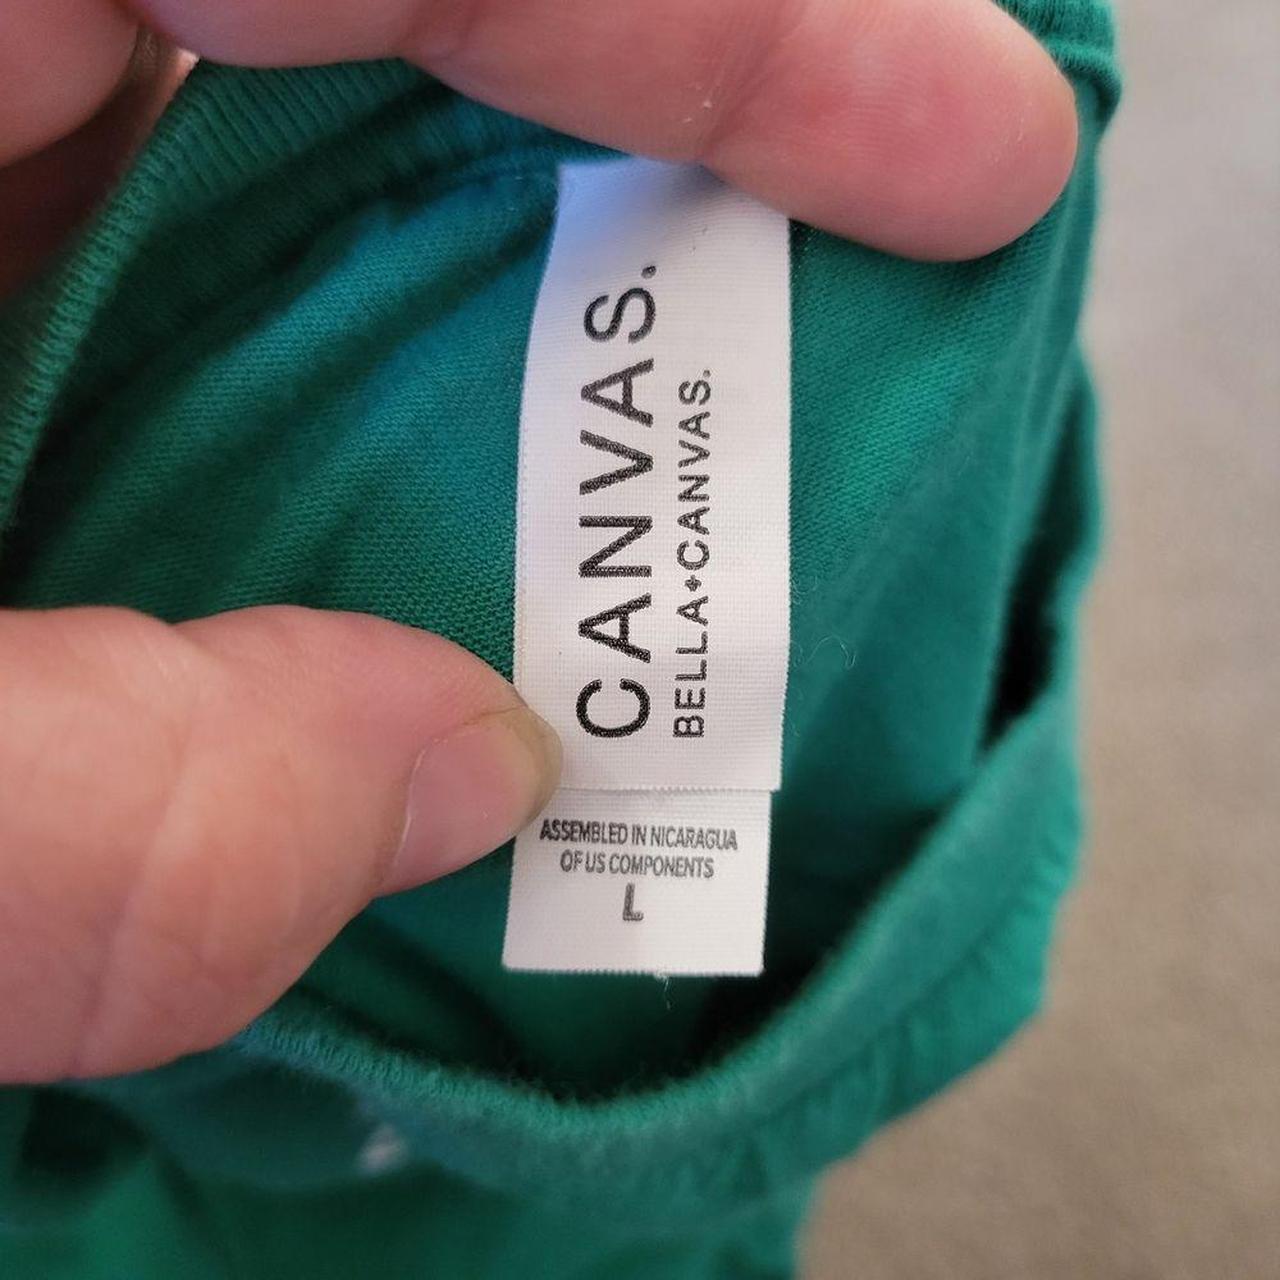 CANVAS.
BELLA+CANVAS.
ASSEMBLED IN NICARAGUA
OF US COMPONENTS
L